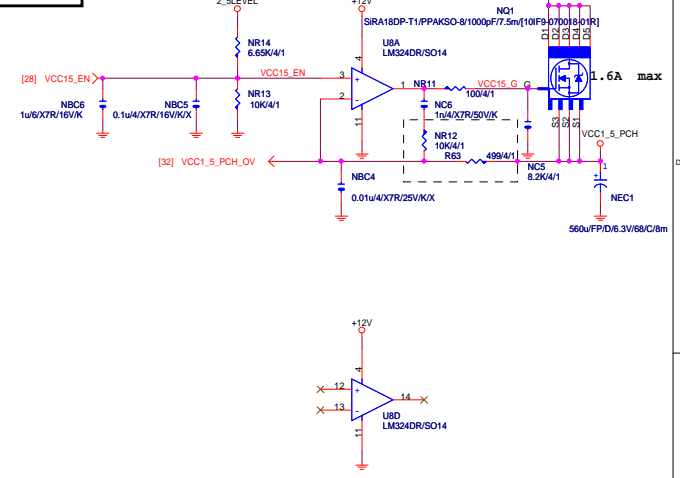 2_5LEVEL
+12V
NQ1
SiRA18DP-T1/PPAKSO-8/1000pF/7.5m/[10IF9-070018-01R]
D1
D2
D3
D4
D5
NR14
6.65K/4/1
U8A
LM324DR/SO14
4
[28] VCC15_EN
VCC15_EN
3
+
1
NR11
VCC15_G
G
1.6A max
100/4/1
2
-
NR13
10K/4/1
NBC6
1u/6/X7R/16V/K
NBC5
0.1u/4/X7R/16V/K/X
NC6
1n/4/X7R/50V/K
11
S3
S2
S1
VCC1_5_PCH
NR12
10K/4/1
R63
499/4/1
[32] VCC1_5_PCH_OV
NC5
8.2K/4/1
1
+
NBC4
0.01u/4/X7R/25V/K/X
NEC1
560u/FP/D/6.3V/68/C/8m
+12V
4
12
+
14
13
-
U8D
LM324DR/SO14
11